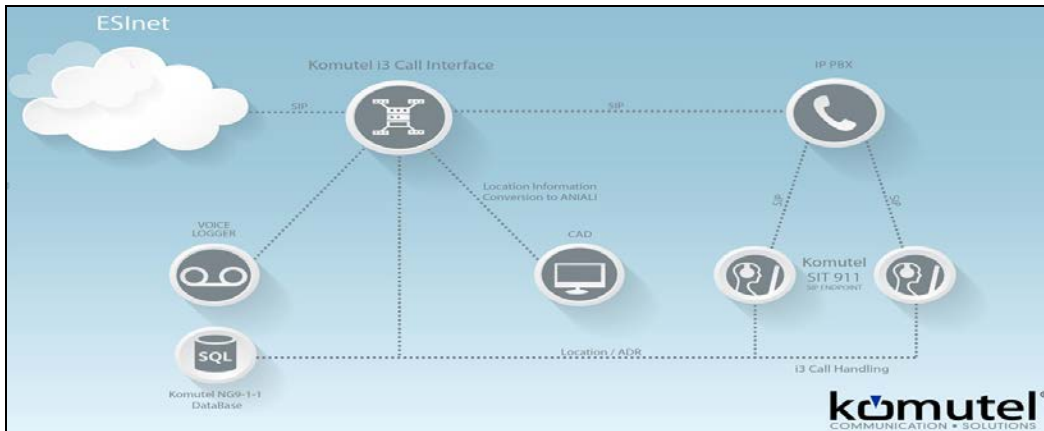 ESInet
Komutel i3 Call Interface
IP PBX
SIP
SIP
Location Information
Conversion to ANIALI
SIP
SIP
VOICE
LOGGER
CAD
Komutel
SIT 911
SIP ENDPOINT
SQL
Location / ADR
i3 Call Handling
Komutel NG9-1-1
DataBase
komutel®
COMMUNICATION • SOLUTIONS